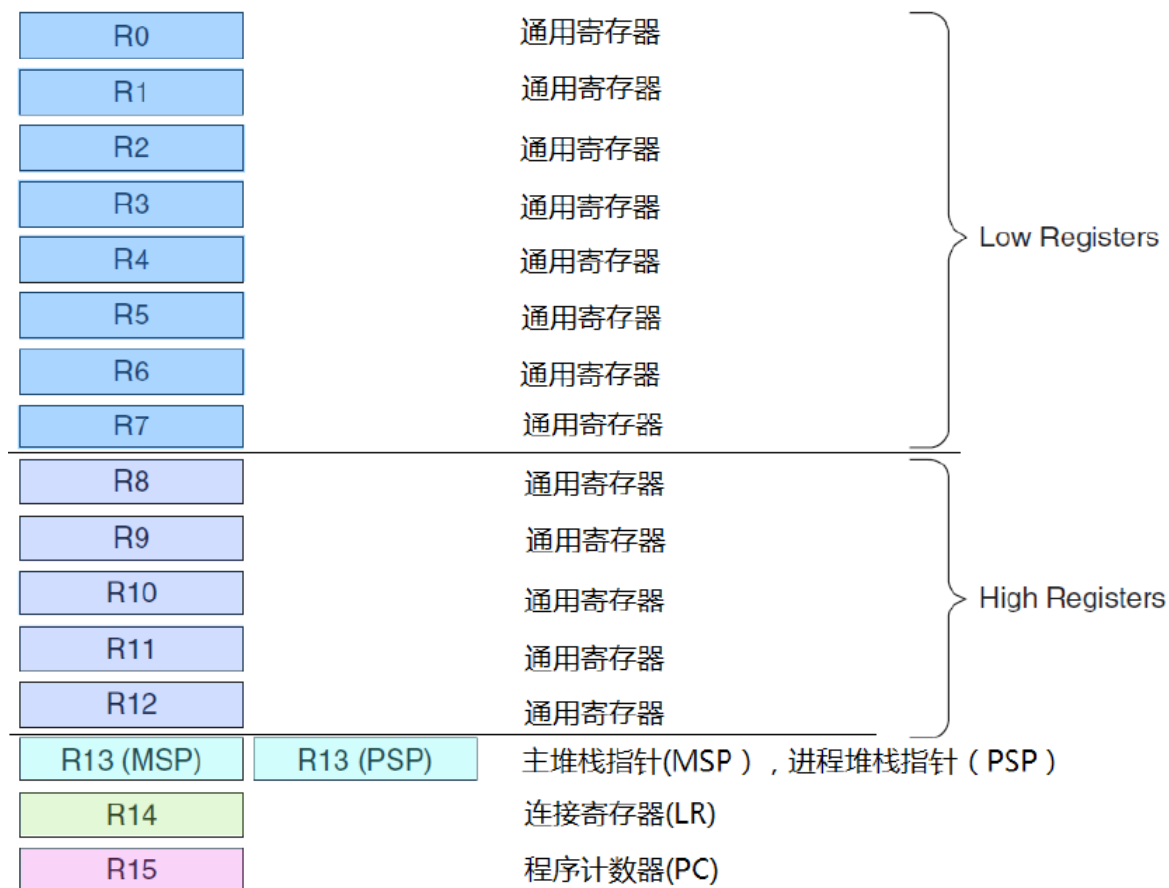 R0 通用寄存器
R1 通用寄存器
R2 通用寄存器
R3 通用寄存器
Low Registers
R4 通用寄存器
R5 通用寄存器
R6 通用寄存器
R7 通用寄存器
R8 通用寄存器
R9 通用寄存器
R10 通用寄存器
High Registers
R11 通用寄存器
R12 通用寄存器
R13 (MSP) R13 (PSP) 主堆栈指针(MSP），进程堆栈指针（PSP）
R14 连接寄存器(LR)
R15 程序计数器(PC)